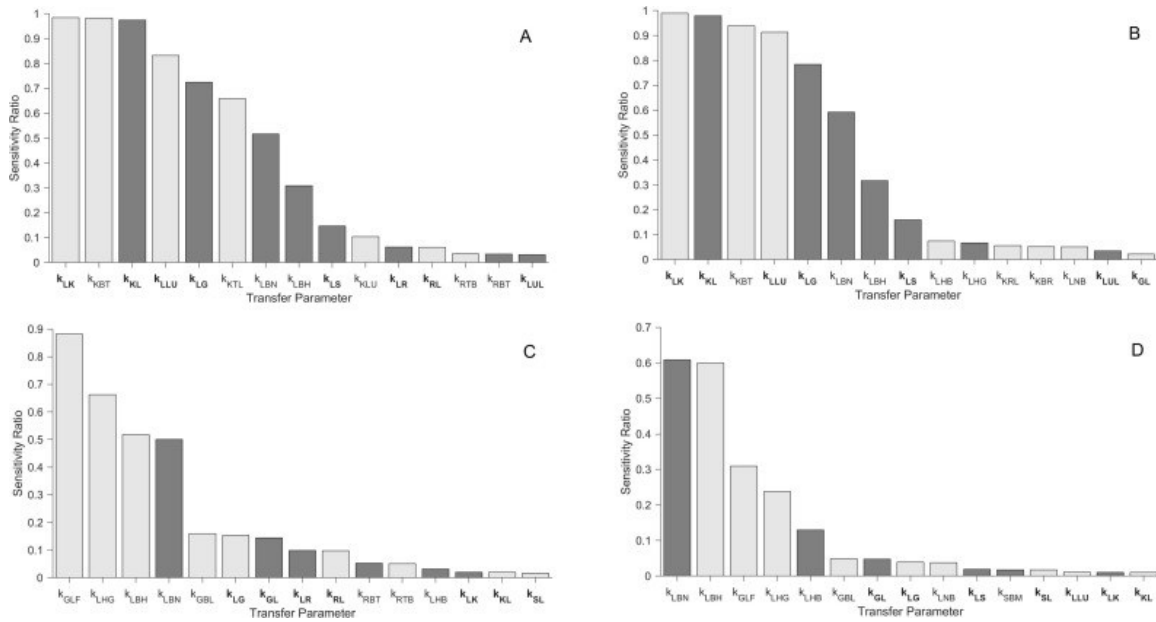 A
Sensitivity Ratio
1
0.9
0.8
0.7
0.6
0.5
0.4
0.3
0.2
0.1
0
kLK kKBT kKL kLLU kLG kKTL kLBN kLBH kLS kKLU kLR kRL kRTB kRBT kLUL
Transfer Parameter
B
Sensitivity Ratio
1
0.9
0.8
0.7
0.6
0.5
0.4
0.3
0.2
0.1
0
kLK kKL kKBT kLLU kLG kLBN kLBH kLS kLHB kLHG kKRL kKBR kLNB kLUL kGL
Transfer Parameter
C
Sensitivity Ratio
0.9
0.8
0.7
0.6
0.5
0.4
0.3
0.2
0.1
0
kGLF kLHG kLBH kLBN kGBL kLG kGL kLR kRL kRBT kRTB kLHB kLK kKL kSL
Transfer Parameter
D
Sensitivity Ratio
0.7
0.6
0.5
0.4
0.3
0.2
0.1
0
kLBN kLBH kGLF kLHG kLHB kGBL kGL kLG kLNB kLS kSBM kSL kLLU kLK kKL
Transfer Parameter